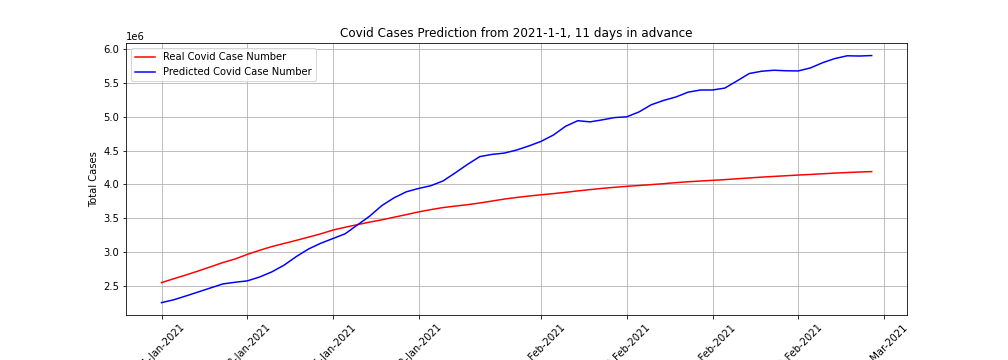 Covid Cases Prediction from 2021-1-1, 11 days in advance
1e6
Real Covid Case Number
Predicted Covid Case Number
Total Cases
6.0
5.5
5.0
4.5
4.0
3.5
3.0
2.5
-Jan-2021
-Jan-2021
-Jan-2021
-Jan-2021
Feb-2021
Feb-2021
Feb-2021
Feb-2021
Mar-2021